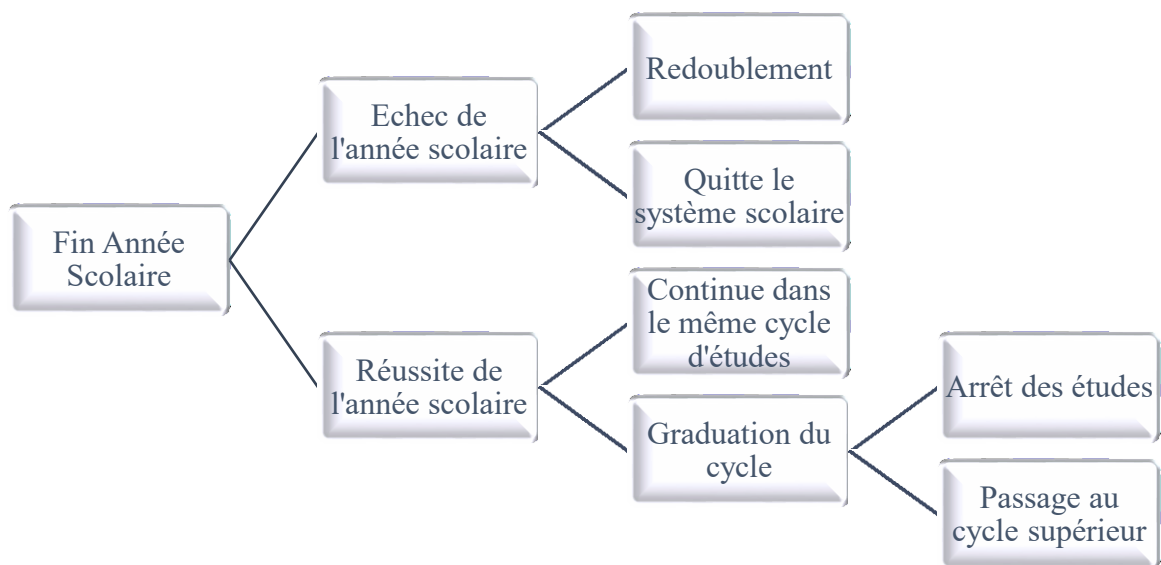 Fin Année
Scolaire
Echec de
l'année scolaire
Redoublement
Quitte le
système scolaire
Réussite de
l'année scolaire
Continue dans
le même cycle
d'études
Graduation du
cycle
Arrêt des études
Passage au
cycle supérieur